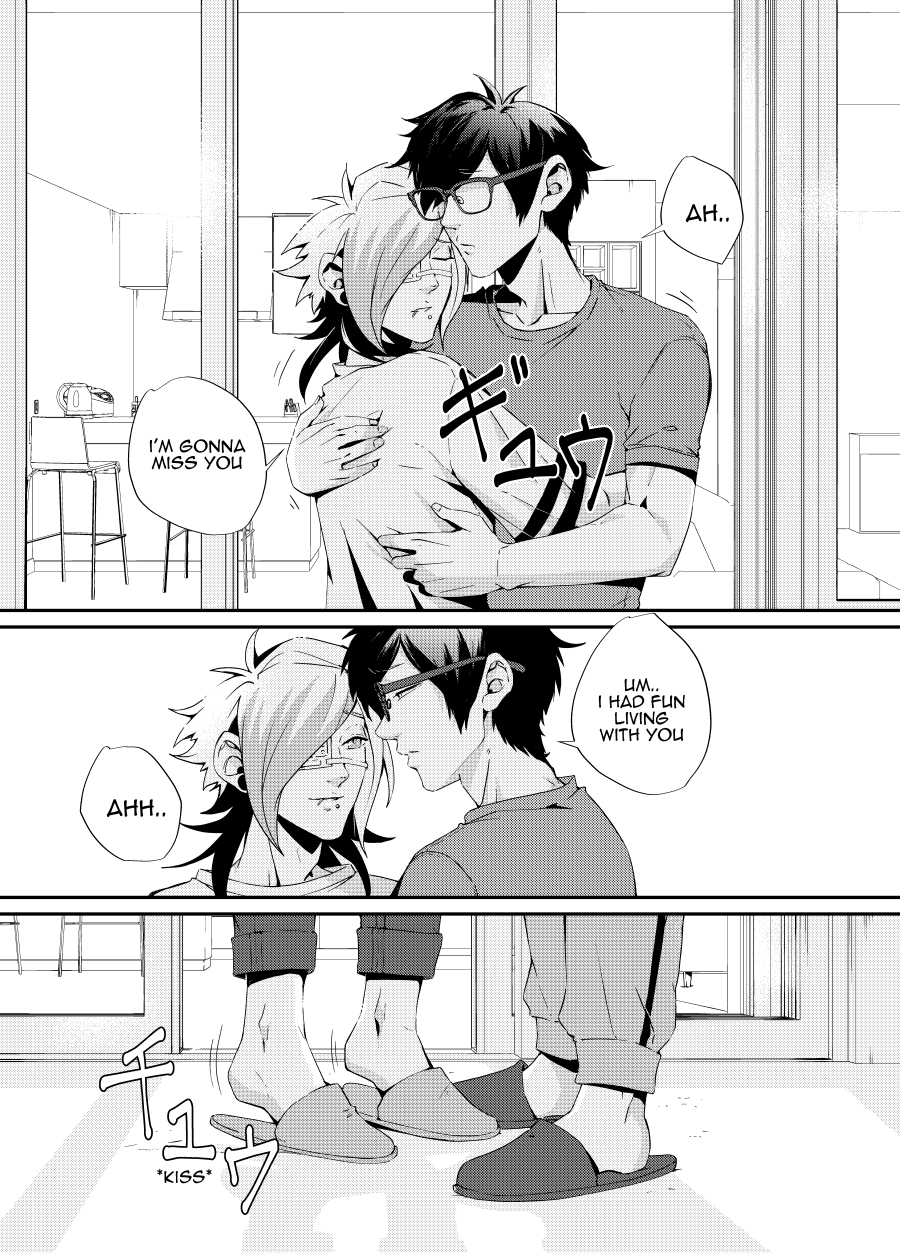 AH..
ギュウ
I'M GONNA
MISS YOU
UM..
I HAD FUN
LIVING
WITH YOU
AHH..
チュウ
*KISS*